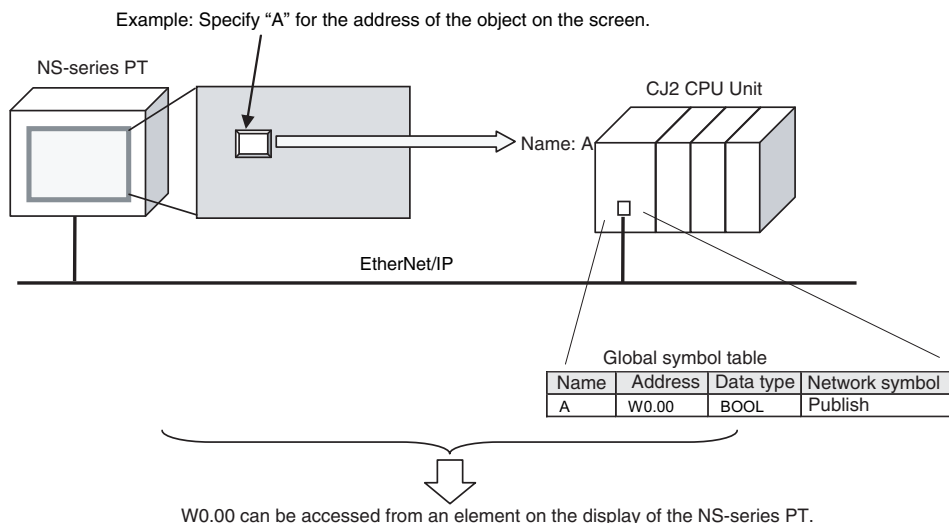 Example: Specify “A” for the address of the object on the screen.
NS-series PT
CJ2 CPU Unit
Name: A
EtherNet/IP
Global symbol table
Name Address Data type Network symbol
A W0.00 BOOL Publish
W0.00 can be accessed from an element on the display of the NS-series PT.